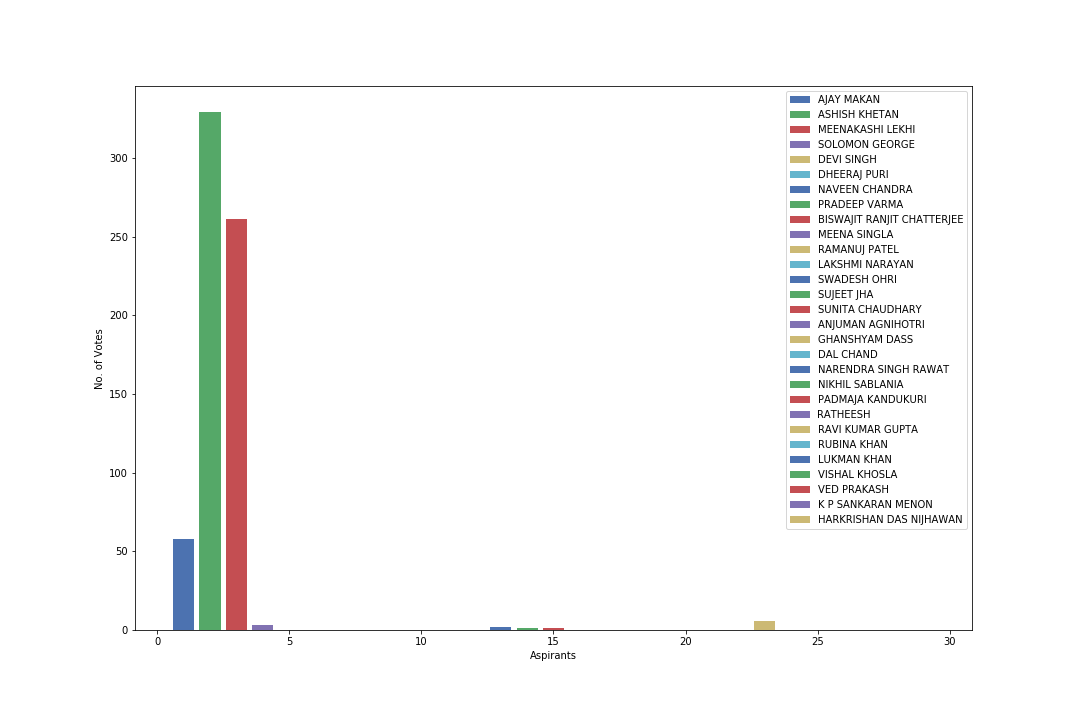 AJAY MAKAN
ASHISH KHETAN
MEENAKASHI LEKHI
SOLOMON GEORGE
DEVI SINGH
DHEERAJ PURI
NAVEEN CHANDRA
PRADEEP VARMA
BISWAJIT RANJIT CHATTERJEE
MEENA SINGLA
RAMANUJ PATEL
LAKSHMI NARAYAN
SWADESH OHRI
SUJEET JHA
SUNITA CHAUDHARY
ANJUMAN AGNIHOTRI
GHANSHYAM DASS
DAL CHAND
NARENDRA SINGH RAWAT
NIKHIL SABLANIA
PADMAJA KANDUKURI
RATHEESH
RAVI KUMAR GUPTA
RUBINA KHAN
LUKMAN KHAN
VISHAL KHOSLA
VED PRAKASH
K P SANKARAN MENON
HARKRISHAN DAS NIJHAWAN
300
250
200
150
100
50
0
No. of Votes
0 5 10 15 20 25 30
Aspirants